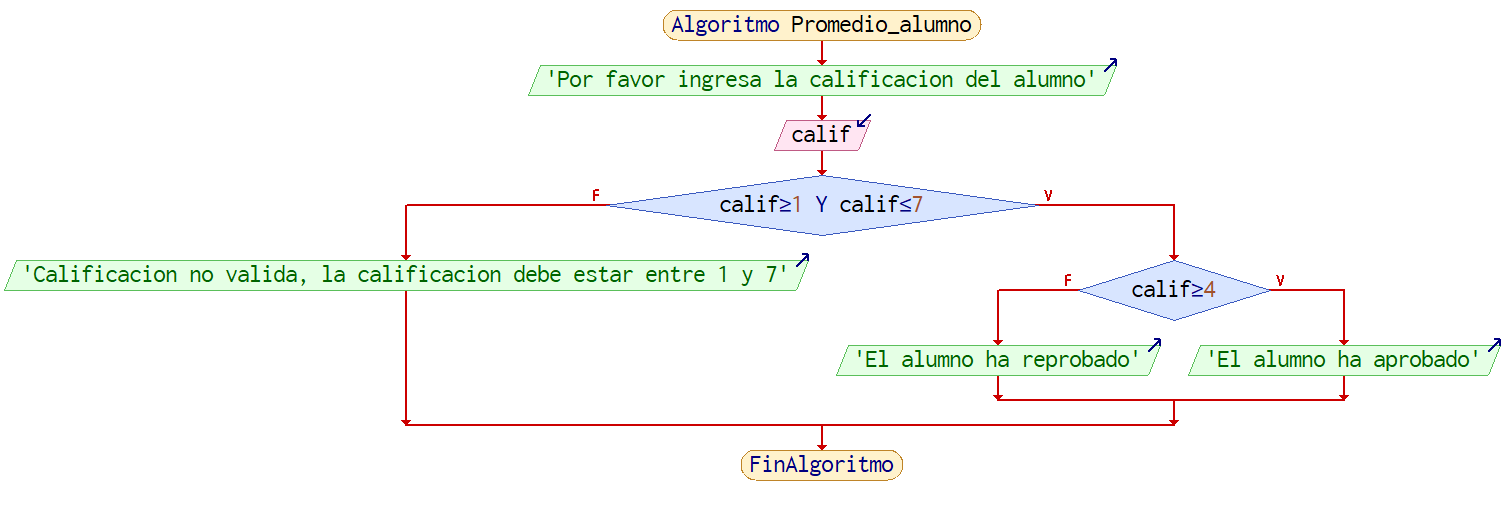 Algoritmo Promedio_alumno
'Por favor ingresa la calificacion del alumno'
calif
calif≥1 Y calif≤7
F
V
'Calificacion no valida, la calificacion debe estar entre 1 y 7'
calif≥4
F
V
'El alumno ha reprobado'
'El alumno ha aprobado'
FinAlgoritmo